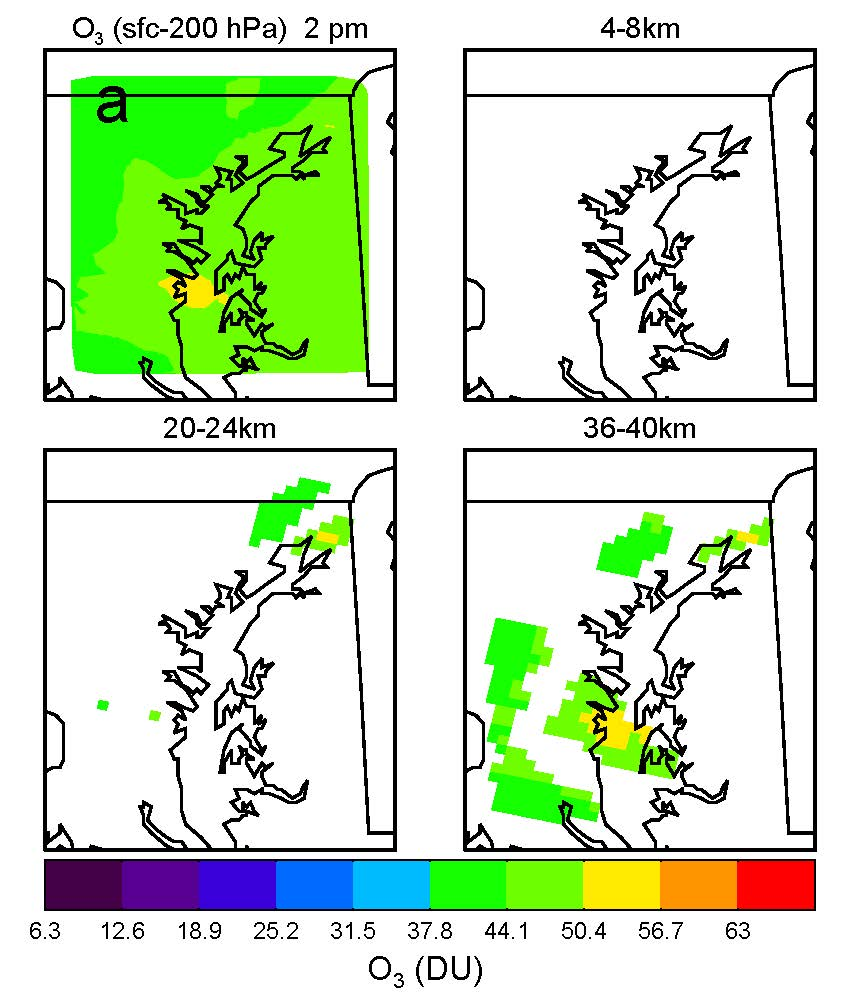 O₃ (sfc-200 hPa) 2 pm
4-8km
a
20-24km
36-40km
6.3 12.6 18.9 25.2 31.5 37.8 44.1 50.4 56.7 63
O₃ (DU)